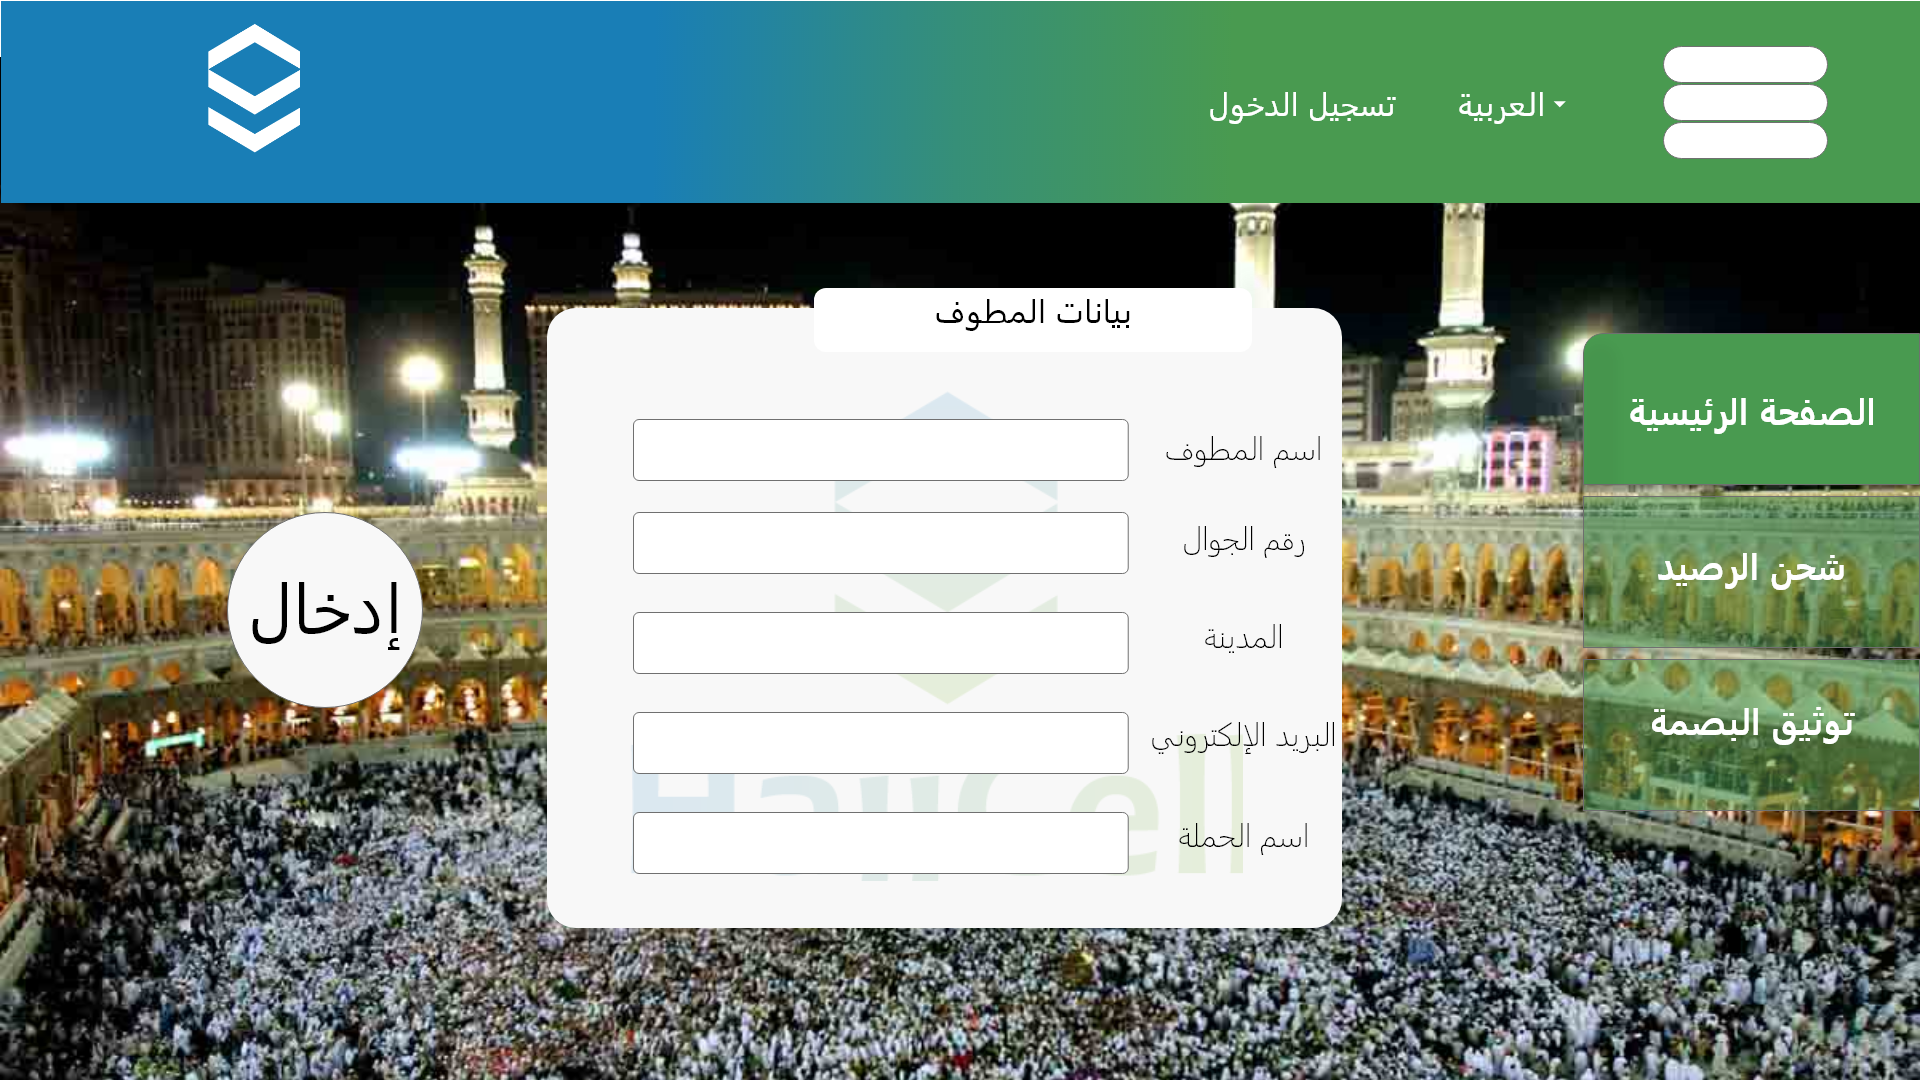 العربية
تسجيل الدخول
بيانات المطوف
اسم المطوف
رقم الجوال
المدينة
البريد الإلكتروني
اسم الحملة
HajjCell
إدخال
الصفحة الرئيسية
شحن الرصيد
توثيق البصمة